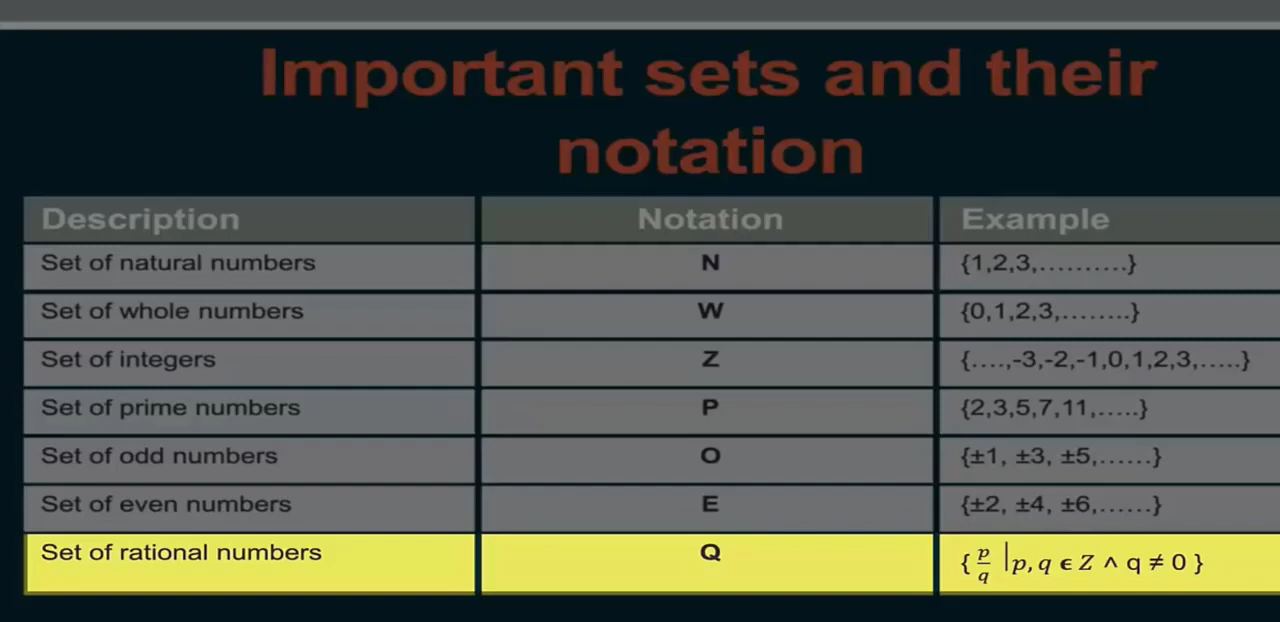 Important sets and their
notation
Description Notation Example
Set of natural numbers N {1,2,3,..........}
Set of whole numbers W {0,1,2,3,........}
Set of integers Z {....,-3,-2,-1,0,1,2,3,.....}
Set of prime numbers P {2,3,5,7,11,.....}
Set of odd numbers O {±1, ±3, ±5,......}
Set of even numbers E {±2, ±4, ±6,......}
Set of rational numbers Q { p/q | p, q ϵ Z ∧ q ≠ 0 }